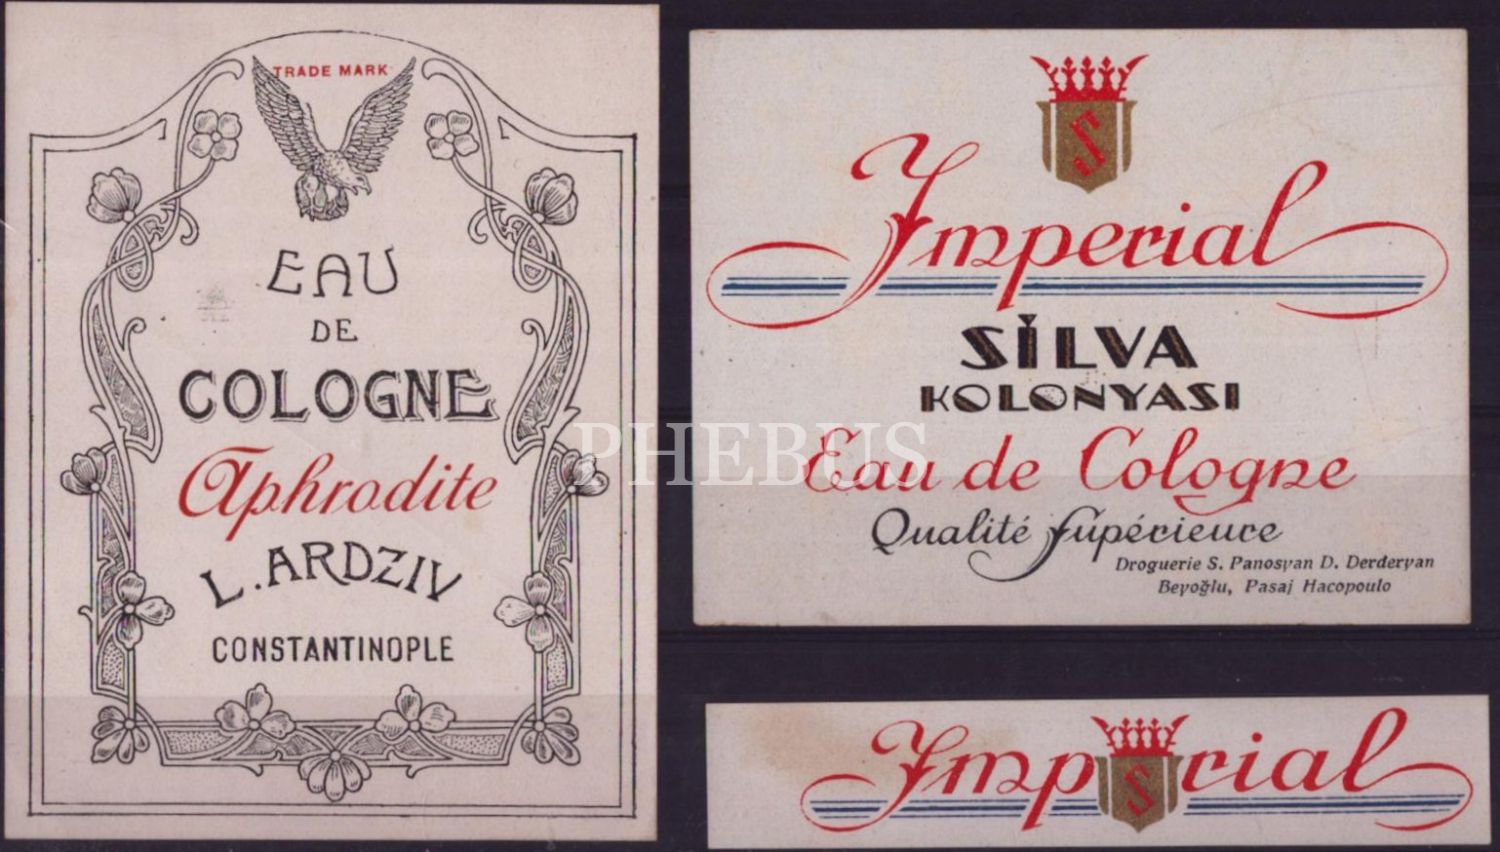 TRADE MARK
EAU
DE
COLOGNE
Aphrodite
L. ARDZIV
CONSTANTINOPLE
S
Imperial
SİLVA
KOLONYASI
Eau de Cologne
Qualité Supérieure
Droguerie S. Panosyan D. Derderyan
Beyoğlu, Pasaj Hacopoulo
Imperial
S
PHEBUS